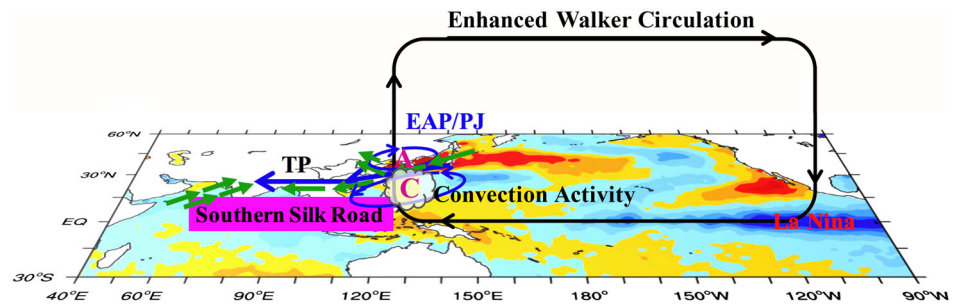 Enhanced Walker Circulation
60°N
EAP/PJ
A
TP
30°N
C
Convection Activity
Southern Silk Road
EQ
La Nina
30°S
40°E
60°E
90°E
120°E
150°E
180°
150°W
120°W
90°W